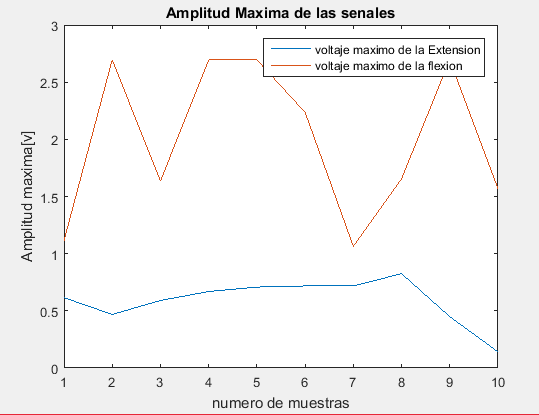 Amplitud Maxima de las senales
voltaje maximo de la Extension
voltaje maximo de la flexion
Amplitud maxima[v]
3
2.5
2
1.5
1
0.5
0
1 2 3 4 5 6 7 8 9 10
numero de muestras